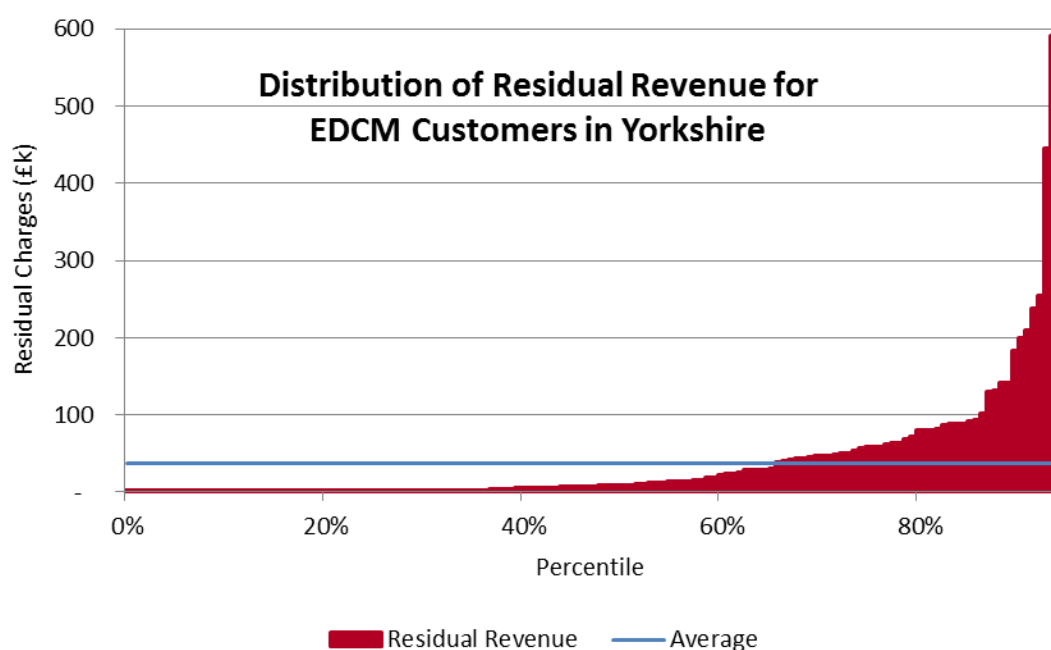 Distribution of Residual Revenue for
EDCM Customers in Yorkshire
Residual Charges (£k)
600
500
400
300
200
100
-
0% 20% 40% 60% 80%
Percentile
Residual Revenue Average